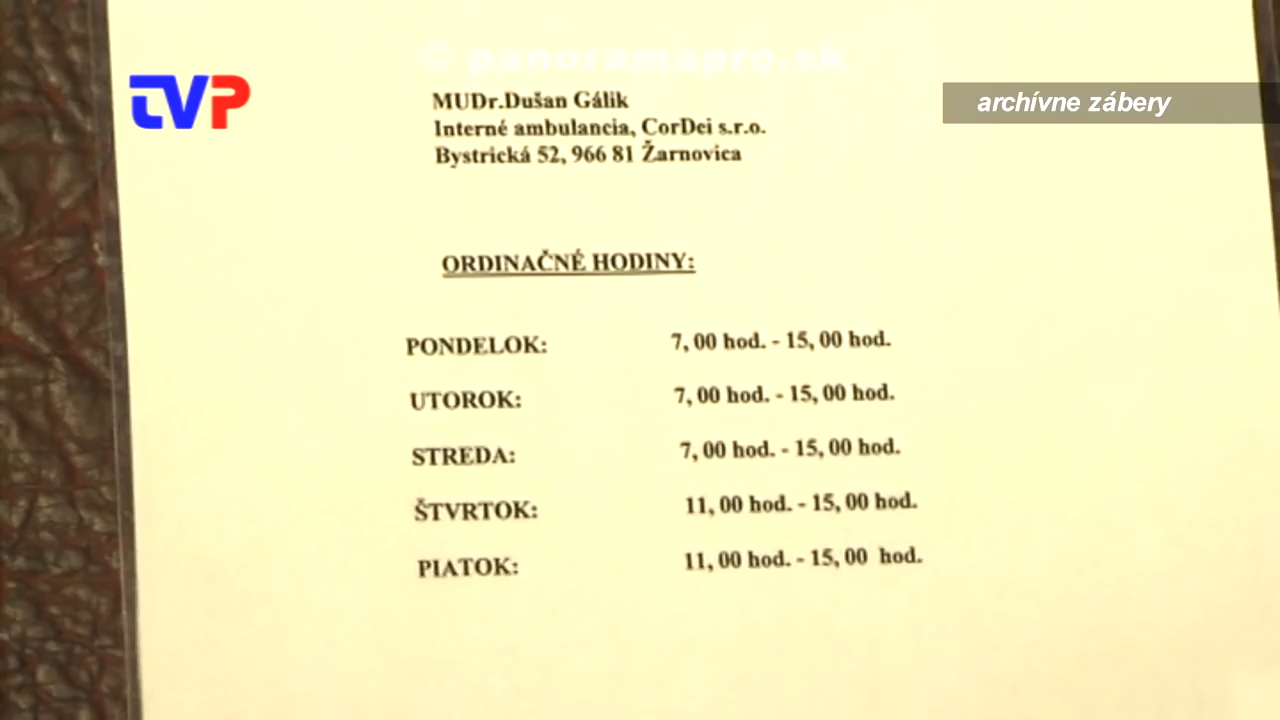 © panoramapro.sk
TVP
archívne zábery
MUDr.Dušan Gálik
Interné ambulancia, CorDei s.r.o.
Bystrická 52, 966 81 Žarnovica
ORDINAČNÉ HODINY:
PONDELOK: 7, 00 hod. - 15, 00 hod.
UTOROK: 7, 00 hod. - 15, 00 hod.
STREDA: 7, 00 hod. - 15, 00 hod.
ŠTVRTOK: 11, 00 hod. - 15, 00 hod.
PIATOK: 11, 00 hod. - 15, 00 hod.